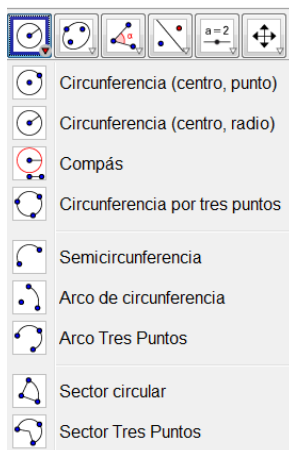 α a=2
Circunferencia (centro, punto)
Circunferencia (centro, radio)
Compás
Circunferencia por tres puntos
Semicircunferencia
Arco de circunferencia
Arco Tres Puntos
Sector circular
Sector Tres Puntos